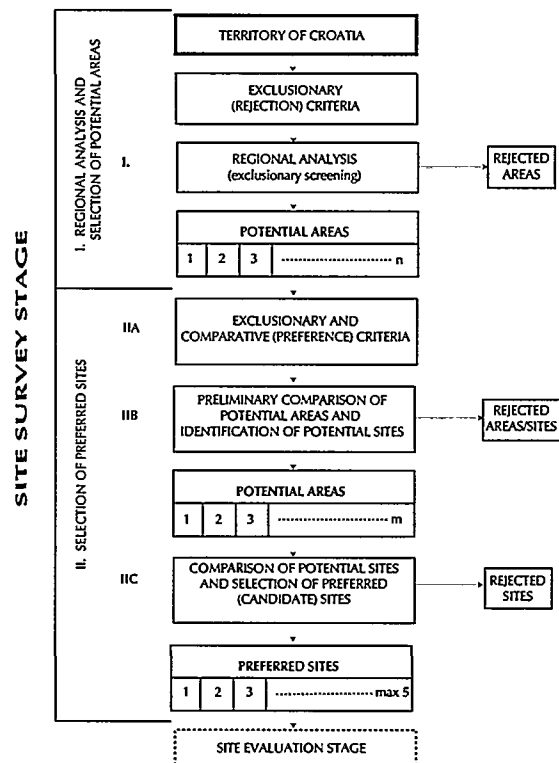 SITE SURVEY STAGE
I. REGIONAL ANALYSIS AND
SELECTION OF POTENTIAL AREAS
I.
TERRITORY OF CROATIA
EXCLUSIONARY
(REJECTION) CRITERIA
REGIONAL ANALYSIS
(exclusionary screening)
REJECTED
AREAS
POTENTIAL AREAS
1 2 3 ................ n
II. SELECTION OF PREFERRED SITES
IIA
EXCLUSIONARY AND
COMPARATIVE (PREFERENCE) CRITERIA
IIB
PRELIMINARY COMPARISON OF
POTENTIAL AREAS AND
IDENTIFICATION OF POTENTIAL SITES
REJECTED
AREAS/SITES
POTENTIAL AREAS
1 2 3 ................ m
IIC
COMPARISON OF POTENTIAL SITES
AND SELECTION OF PREFERRED
(CANDIDATE) SITES
REJECTED
SITES
PREFERRED SITES
1 2 3 ................ max 5
SITE EVALUATION STAGE